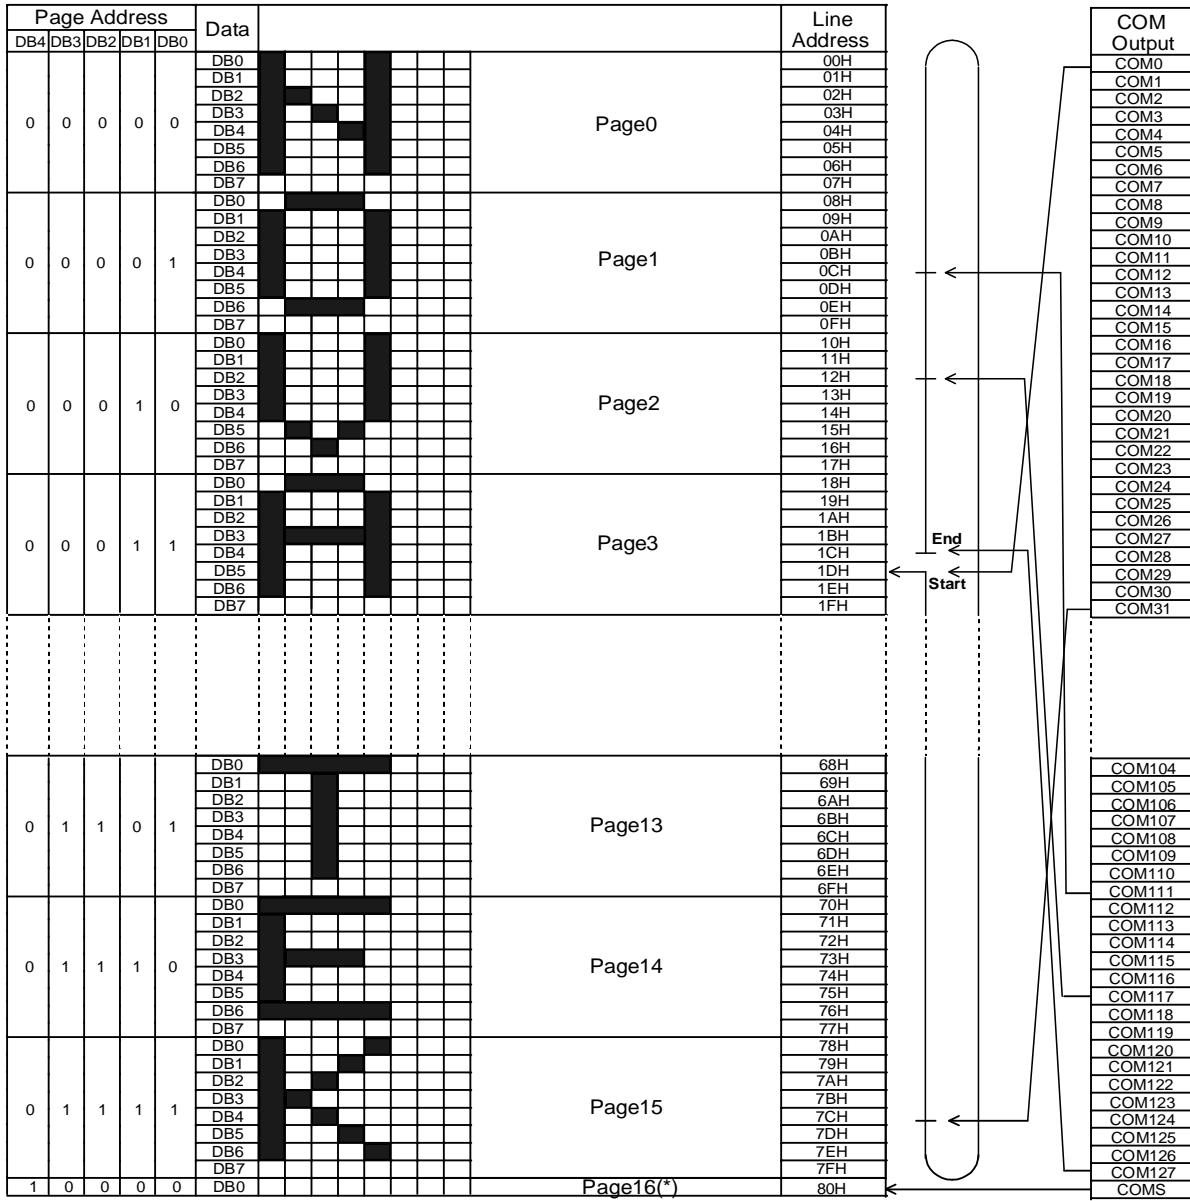 Page Address Data Line Address COM Output
DB4 DB3 DB2 DB1 DB0
DB0 00H COM0
DB1 01H COM1
DB2 02H COM2
DB3 03H COM3
0 0 0 0 0 DB4 Page0 04H COM4
DB5 05H COM5
DB6 06H COM6
DB7 07H COM7
DB0 08H COM8
DB1 09H COM9
DB2 0AH COM10
DB3 0BH COM11
0 0 0 0 1 DB4 Page1 0CH COM12
DB5 0DH COM13
DB6 0EH COM14
DB7 0FH COM15
DB0 10H COM16
DB1 11H COM17
DB2 12H COM18
DB3 13H COM19
0 0 0 1 0 DB4 Page2 14H COM20
DB5 15H COM21
DB6 16H COM22
DB7 17H COM23
DB0 18H COM24
DB1 19H COM25
DB2 1AH COM26
DB3 1BH End COM27
0 0 0 1 1 DB4 Page3 1CH COM28
DB5 1DH Start COM29
DB6 1EH COM30
DB7 1FH COM31
DB0 68H COM104
DB1 69H COM105
DB2 6AH COM106
DB3 6BH COM107
0 1 1 0 1 DB4 Page13 6CH COM108
DB5 6DH COM109
DB6 6EH COM110
DB7 6FH COM111
DB0 70H COM112
DB1 71H COM113
DB2 72H COM114
DB3 73H COM115
0 1 1 1 0 DB4 Page14 74H COM116
DB5 75H COM117
DB6 76H COM118
DB7 77H COM119
DB0 78H COM120
DB1 79H COM121
DB2 7AH COM122
DB3 7BH COM123
0 1 1 1 1 DB4 Page15 7CH COM124
DB5 7DH COM125
DB6 7EH COM126
DB7 7FH COM127
1 0 0 0 0 DB0 Page16(*) 80H COMS